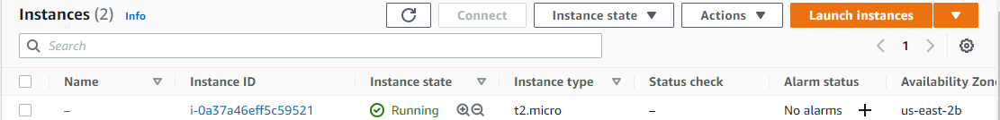 Instances (2) Info Connect Instance state Actions Launch instances
Search 1
Name Instance ID Instance state Instance type Status check Alarm status Availability Zon
– i-0a37a46eff5c59521 Running t2.micro – No alarms + us-east-2b